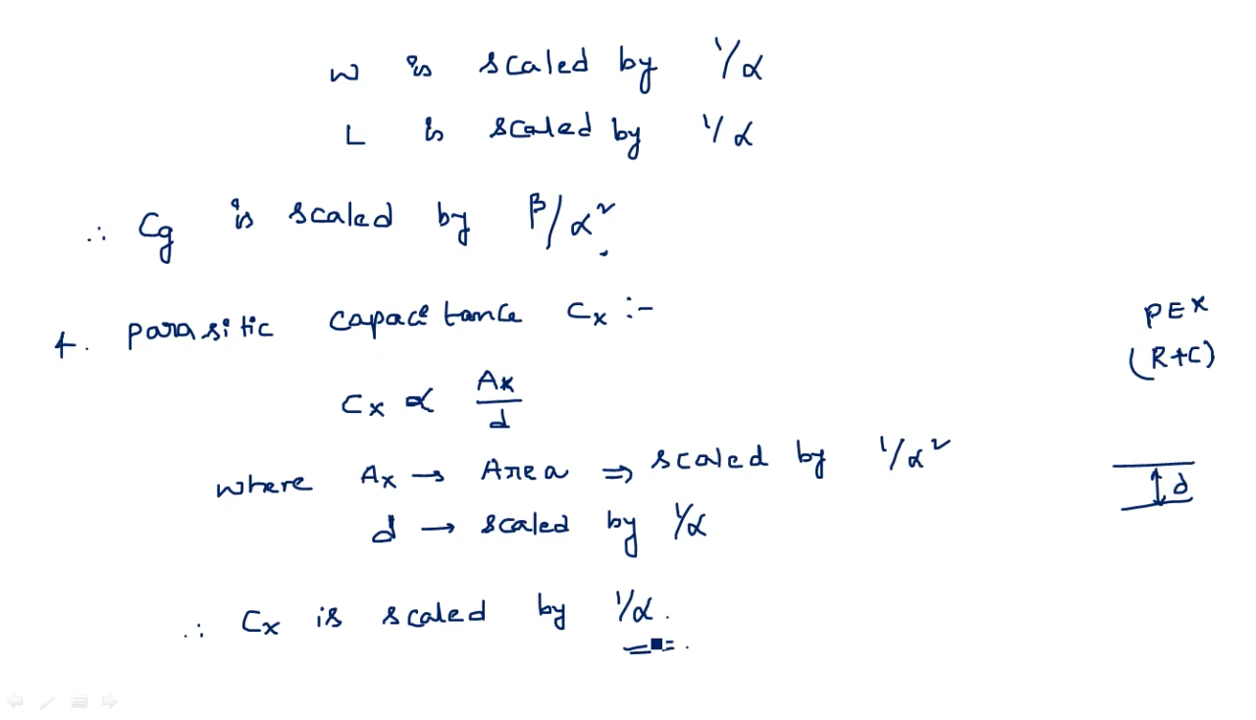 W is scaled by 1/α
L is scaled by 1/α
∴ Cg is scaled by β/α²
4. Parasitic capacitance Cx :-
PEX
(R+C)
Cx ∝ Ax/d
where Ax → Area ⇒ scaled by 1/α²
d
d → scaled by 1/α
∴ Cx is scaled by 1/α.